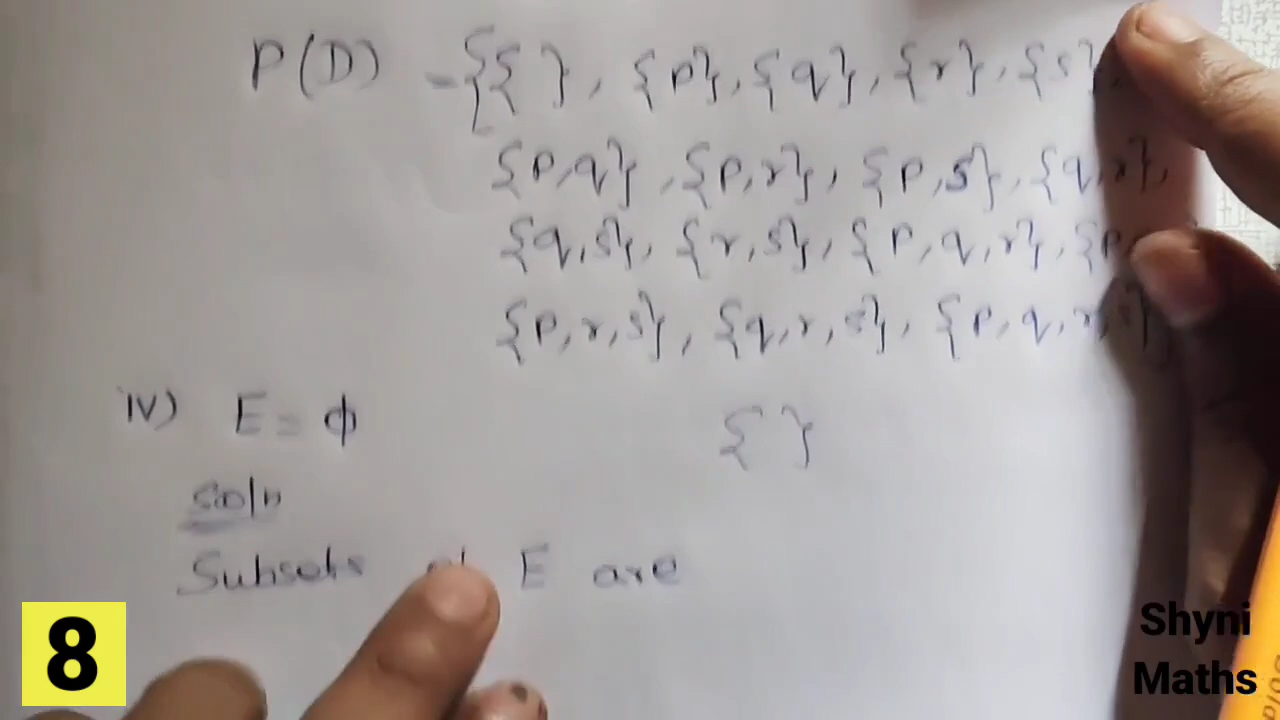 P(D) = {{ }, {p}, {q}, {r}, {s},
{p,q}, {p,r}, {p,s}, {q,r},
{q,s}, {r,s}, {p,q,r}, {p,
{p,r,s}, {q,r,s}, {p,q,r,s}
iv) E = ϕ { }
soln
Subsets E are
8
Shyni
Maths